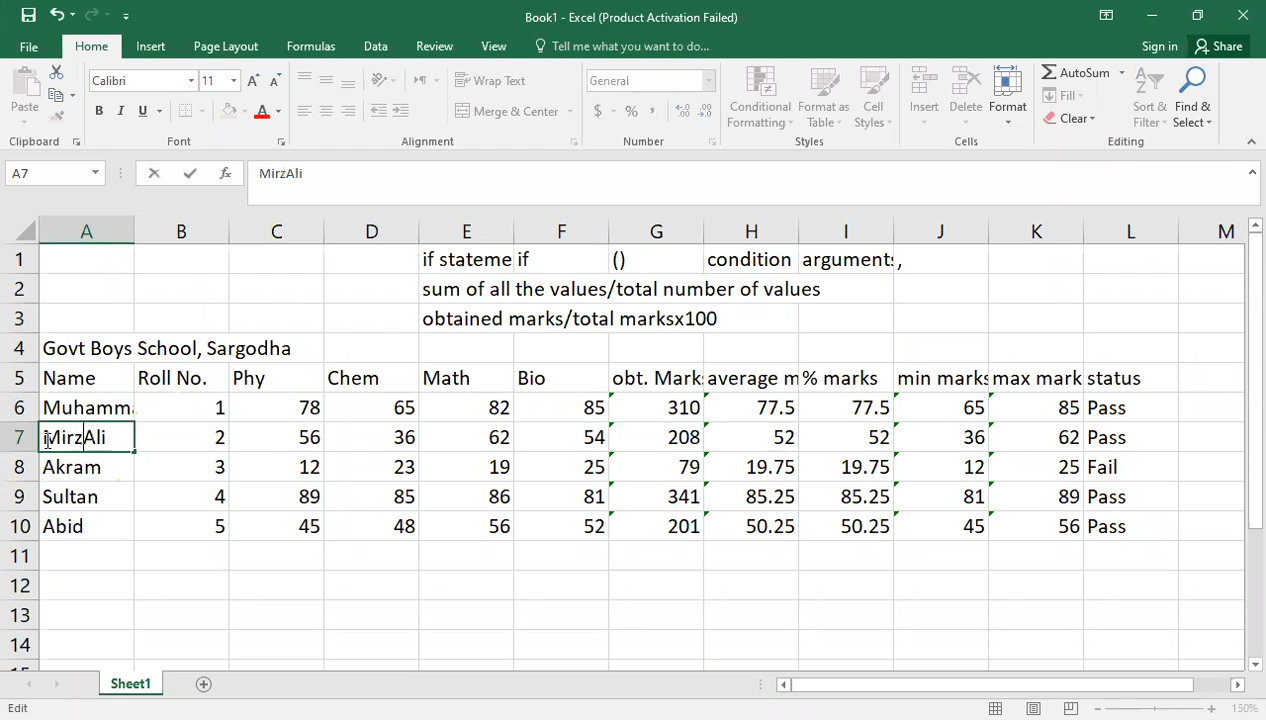 Book1 - Excel (Product Activation Failed)
File Home Insert Page Layout Formulas Data Review View Tell me what you want to do... Sign in Share
Paste Calibri 11 Wrap Text General Conditional Formatting Format as Table Cell Styles Insert Delete Format AutoSum Fill Clear Sort & Filter Find & Select
B I U Merge & Center $ % ,
Clipboard Font Alignment Number Styles Cells Editing
A7 fx MirzAli
A B C D E F G H I J K L M
1 if stateme if () condition arguments ,
2 sum of all the values/total number of values
3 obtained marks/total marksx100
4 Govt Boys School, Sargodha
5 Name Roll No. Phy Chem Math Bio obt. Marks average m % marks min marks max mark status
6 Muhamma 1 78 65 82 85 310 77.5 77.5 65 85 Pass
7 MirzAli 2 56 36 62 54 208 52 52 36 62 Pass
8 Akram 3 12 23 19 25 79 19.75 19.75 12 25 Fail
9 Sultan 4 89 85 86 81 341 85.25 85.25 81 89 Pass
10 Abid 5 45 48 56 52 201 50.25 50.25 45 56 Pass
11
12
13
14
Sheet1
Edit 150%